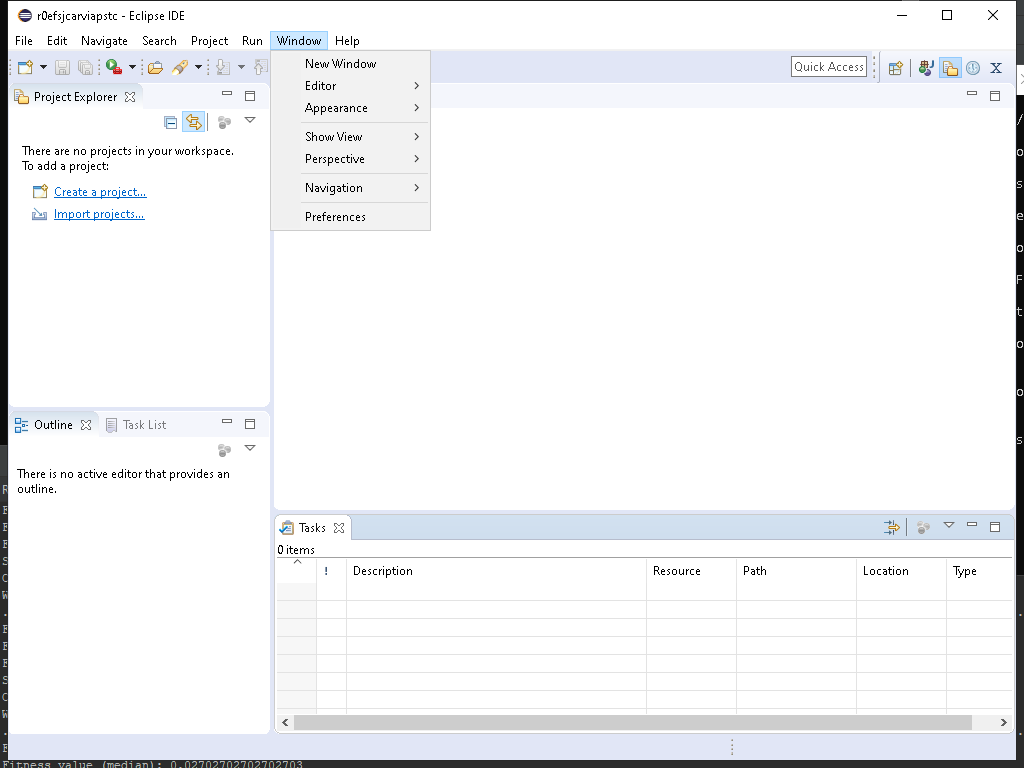 r0efsjcarviapstc - Eclipse IDE
File Edit Navigate Search Project Run Window Help
Quick Access
New Window
Editor
Appearance
Show View
Perspective
Navigation
Preferences
Project Explorer
There are no projects in your workspace.
To add a project:
Create a project...
Import projects...
Outline Task List
There is no active editor that provides an
outline.
Tasks
0 items
! Description Resource Path Location Type
Fitness value (median): 0.02702702702702703